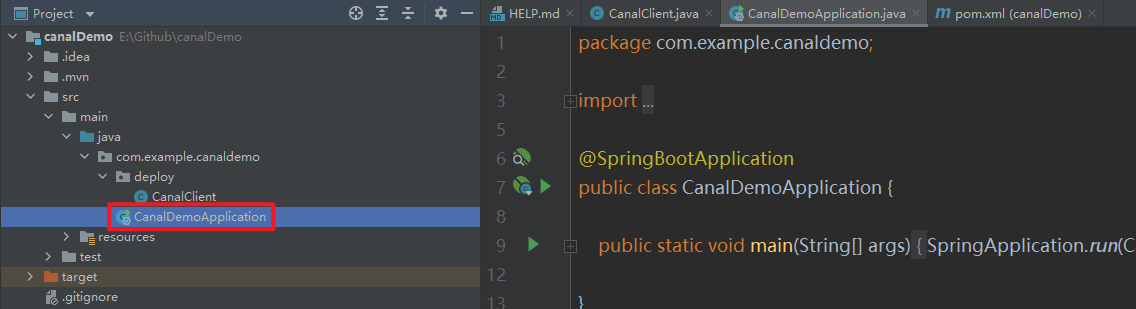 Project
canalDemo E:\Github\canalDemo
.idea
.mvn
src
main
java
com.example.canaldemo
deploy
CanalClient
CanalDemoApplication
resources
test
target
.gitignore
HELP.md CanalClient.java CanalDemoApplication.java pom.xml (canalDemo)
1 package com.example.canaldemo;
2
3 import ...
5
6 @SpringBootApplication
7 public class CanalDemoApplication {
8
9 public static void main(String[] args) { SpringApplication.run(C
12
13 }